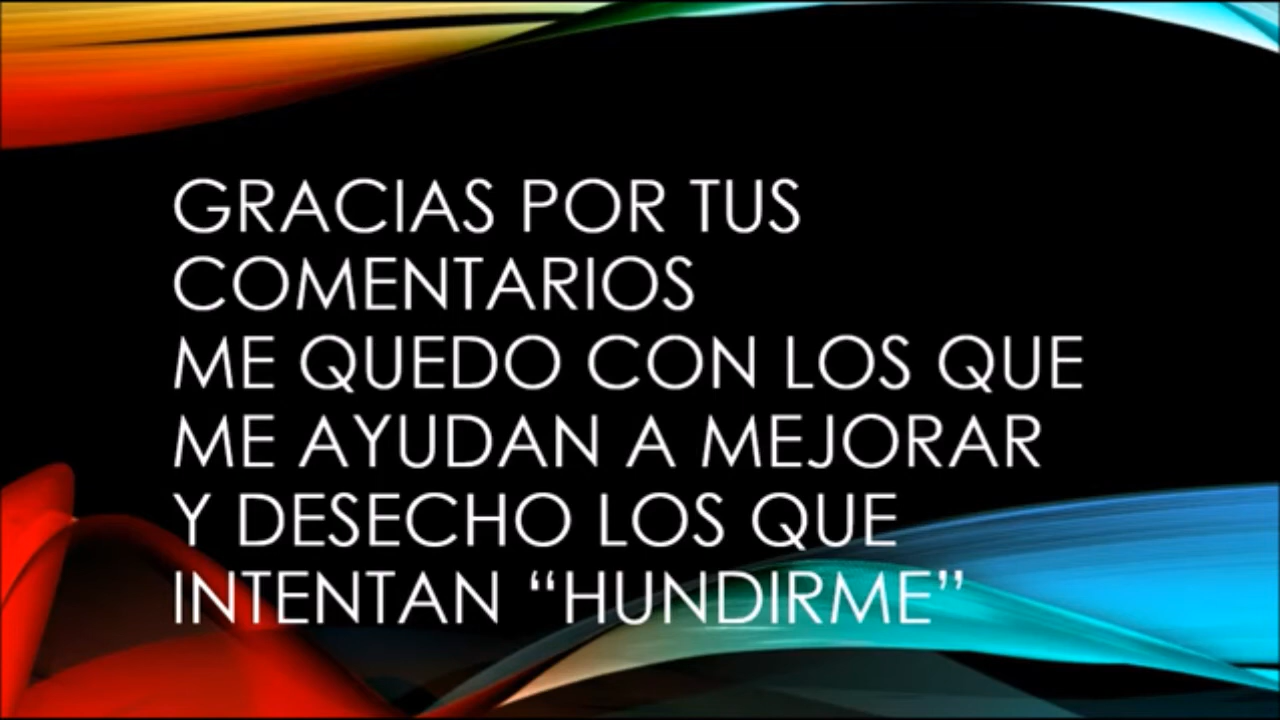 GRACIAS POR TUS
COMENTARIOS
ME QUEDO CON LOS QUE
ME AYUDAN A MEJORAR
Y DESECHO LOS QUE
INTENTAN “HUNDIRME”